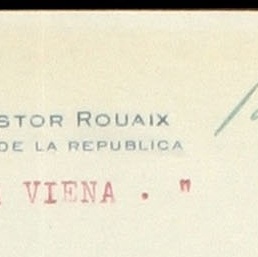 STOR ROUAIX
DE LA REPUBLICA
VIENA . "